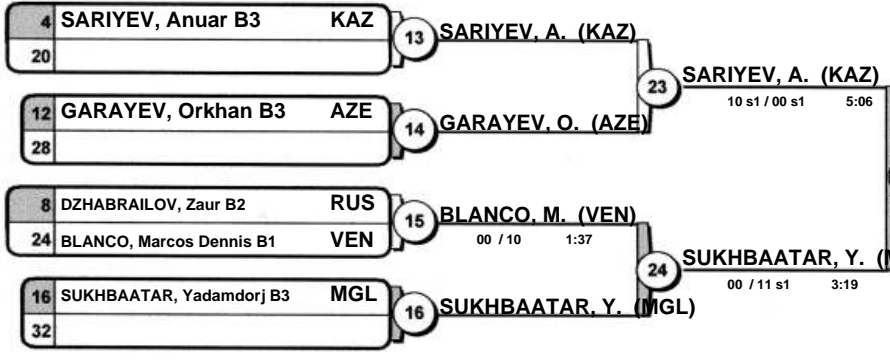 4 SARIYEV, Anuar B3 KAZ
20
13 SARIYEV, A. (KAZ)
12 GARAYEV, Orkhan B3 AZE
28
14 GARAYEV, O. (AZE)
23 SARIYEV, A. (KAZ)
10 s1 / 00 s1 5:06
8 DZHABRAILOV, Zaur B2 RUS
24 BLANCO, Marcos Dennis B1 VEN
15 BLANCO, M. (VEN)
00 / 10 1:37
16 SUKHBAATAR, Yadamdorj B3 MGL
32
16 SUKHBAATAR, Y. (MGL)
24 SUKHBAATAR, Y. (M
00 / 11 s1 3:19